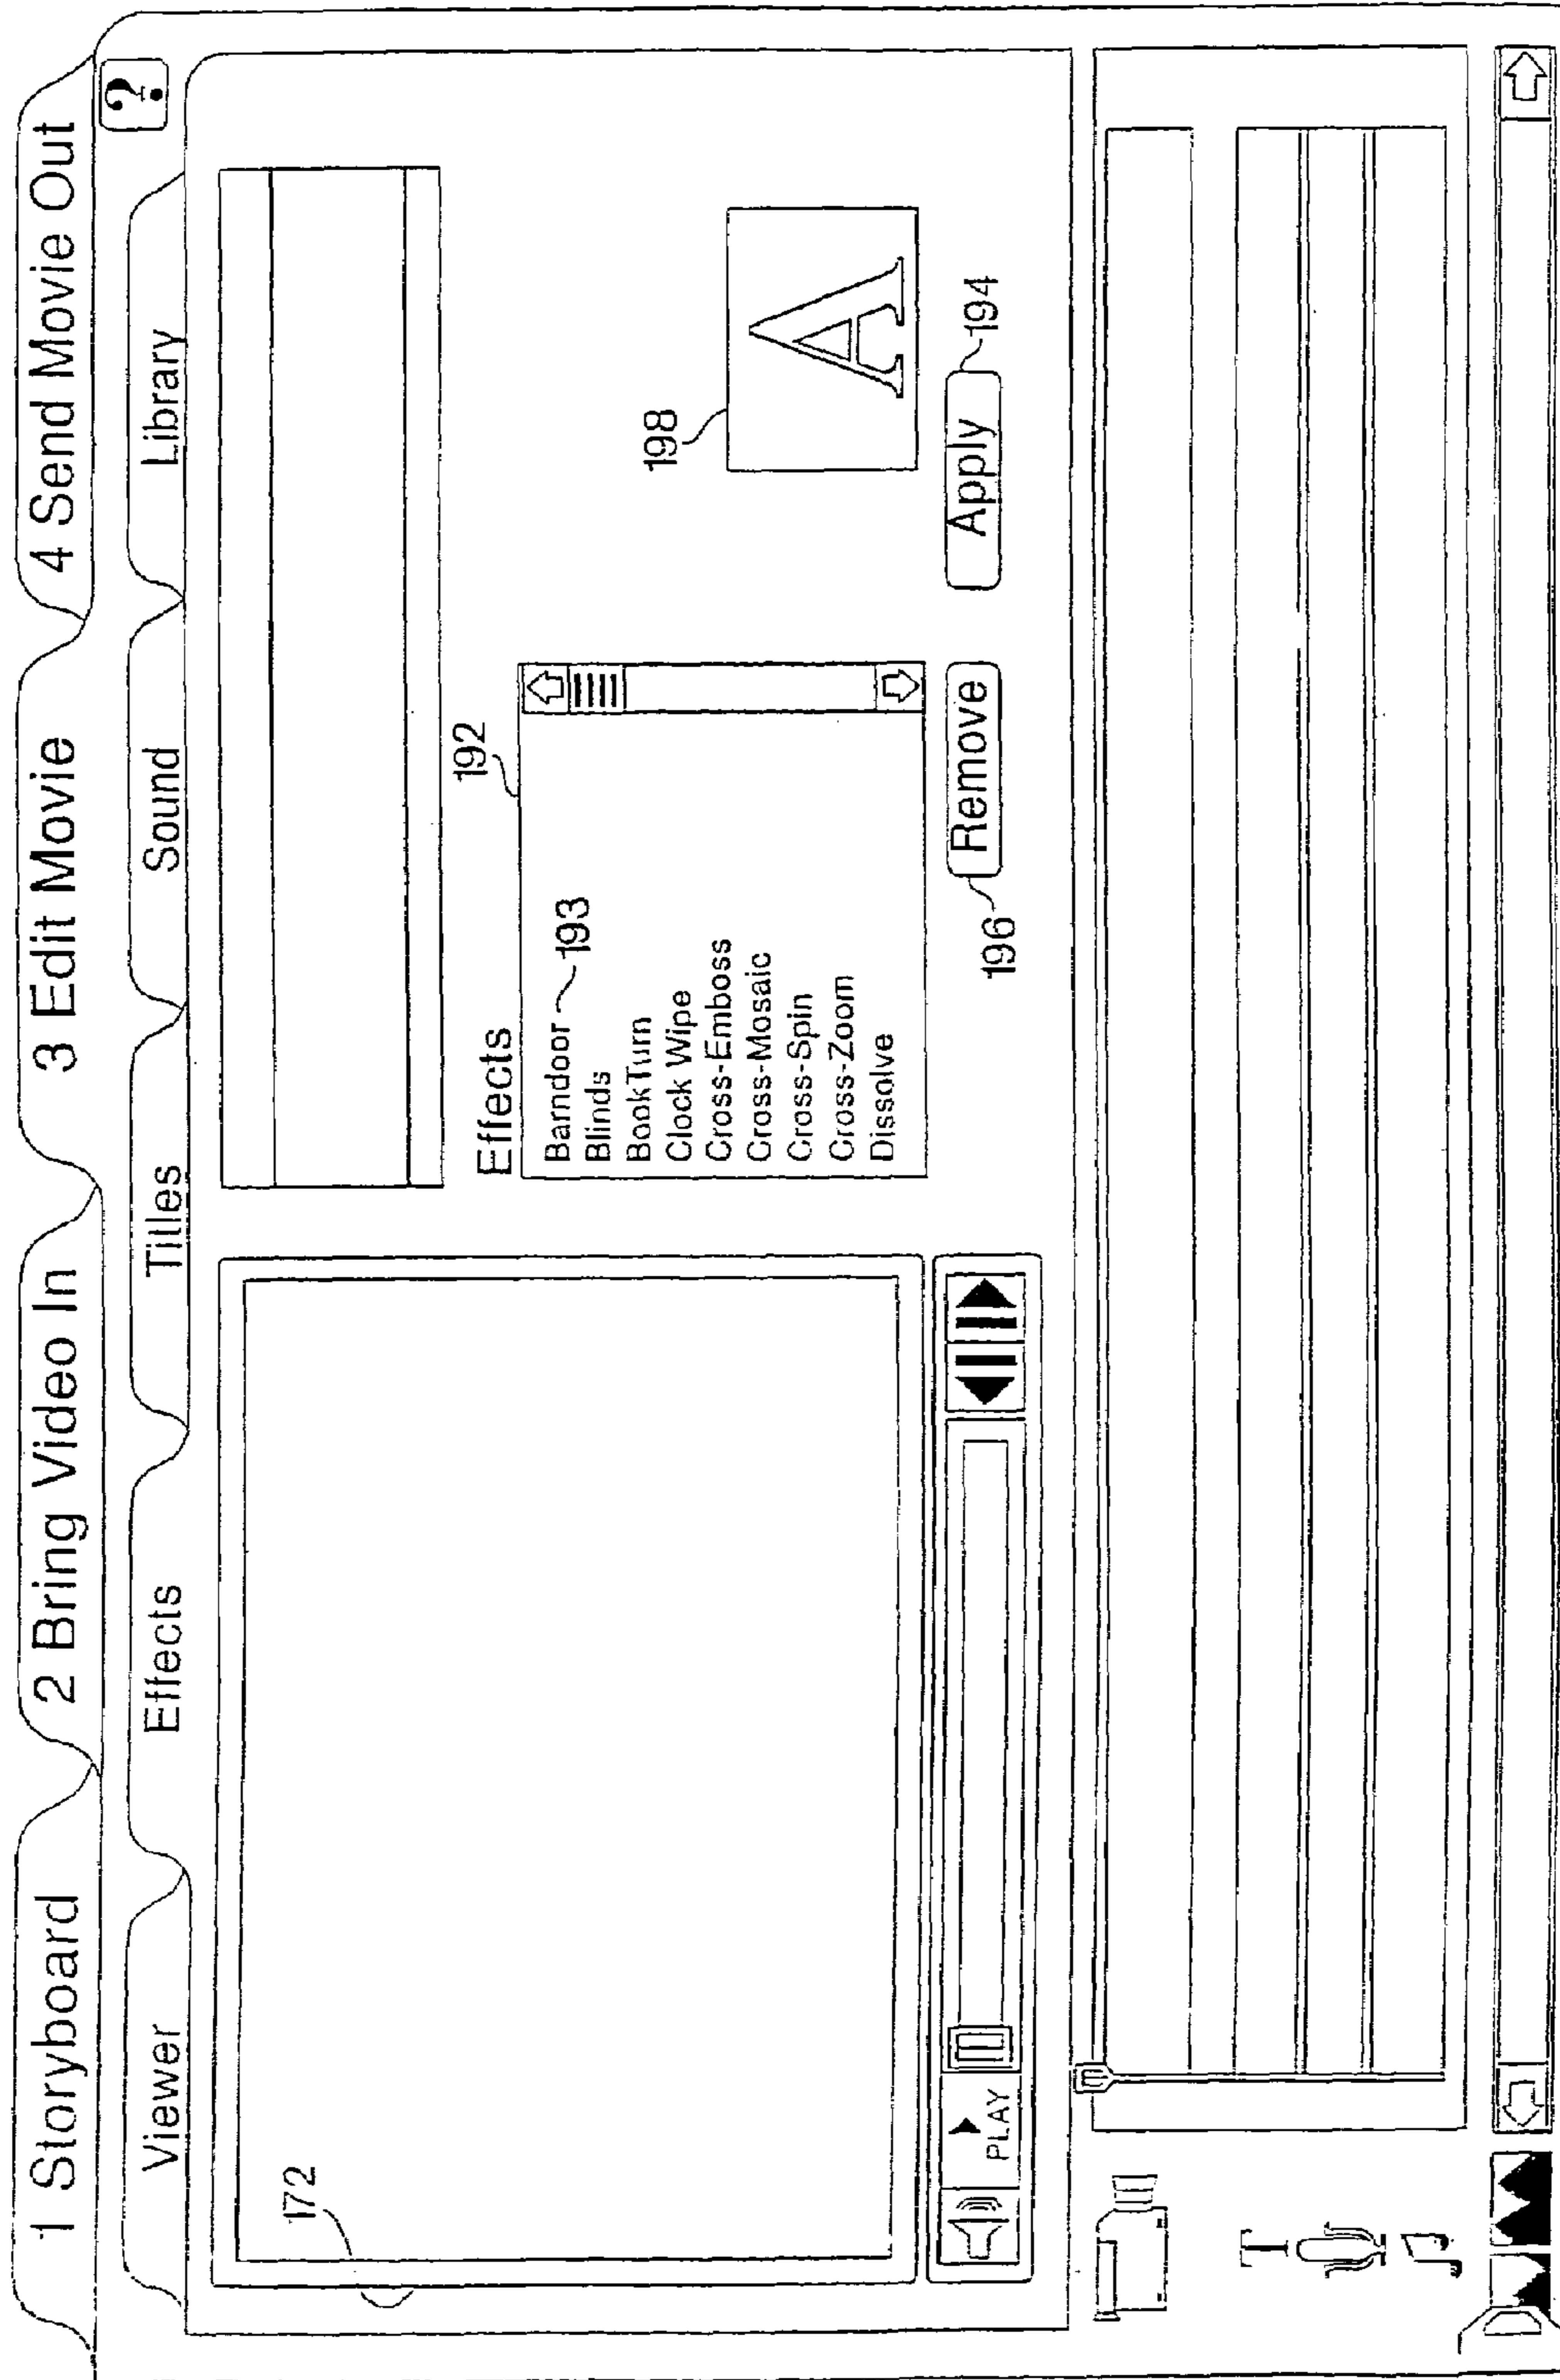 1 Storyboard
2 Bring Video In
3 Edit Movie
4 Send Movie Out
?
Viewer
Effects
Titles
Sound
Library
172
PLAY
Effects
192
Barndoor
193
Blinds
BookTurn
Clock Wipe
Cross-Emboss
Cross-Mosaic
Cross-Spin
Cross-Zoom
Dissolve
198
A
196
Remove
Apply
194
T